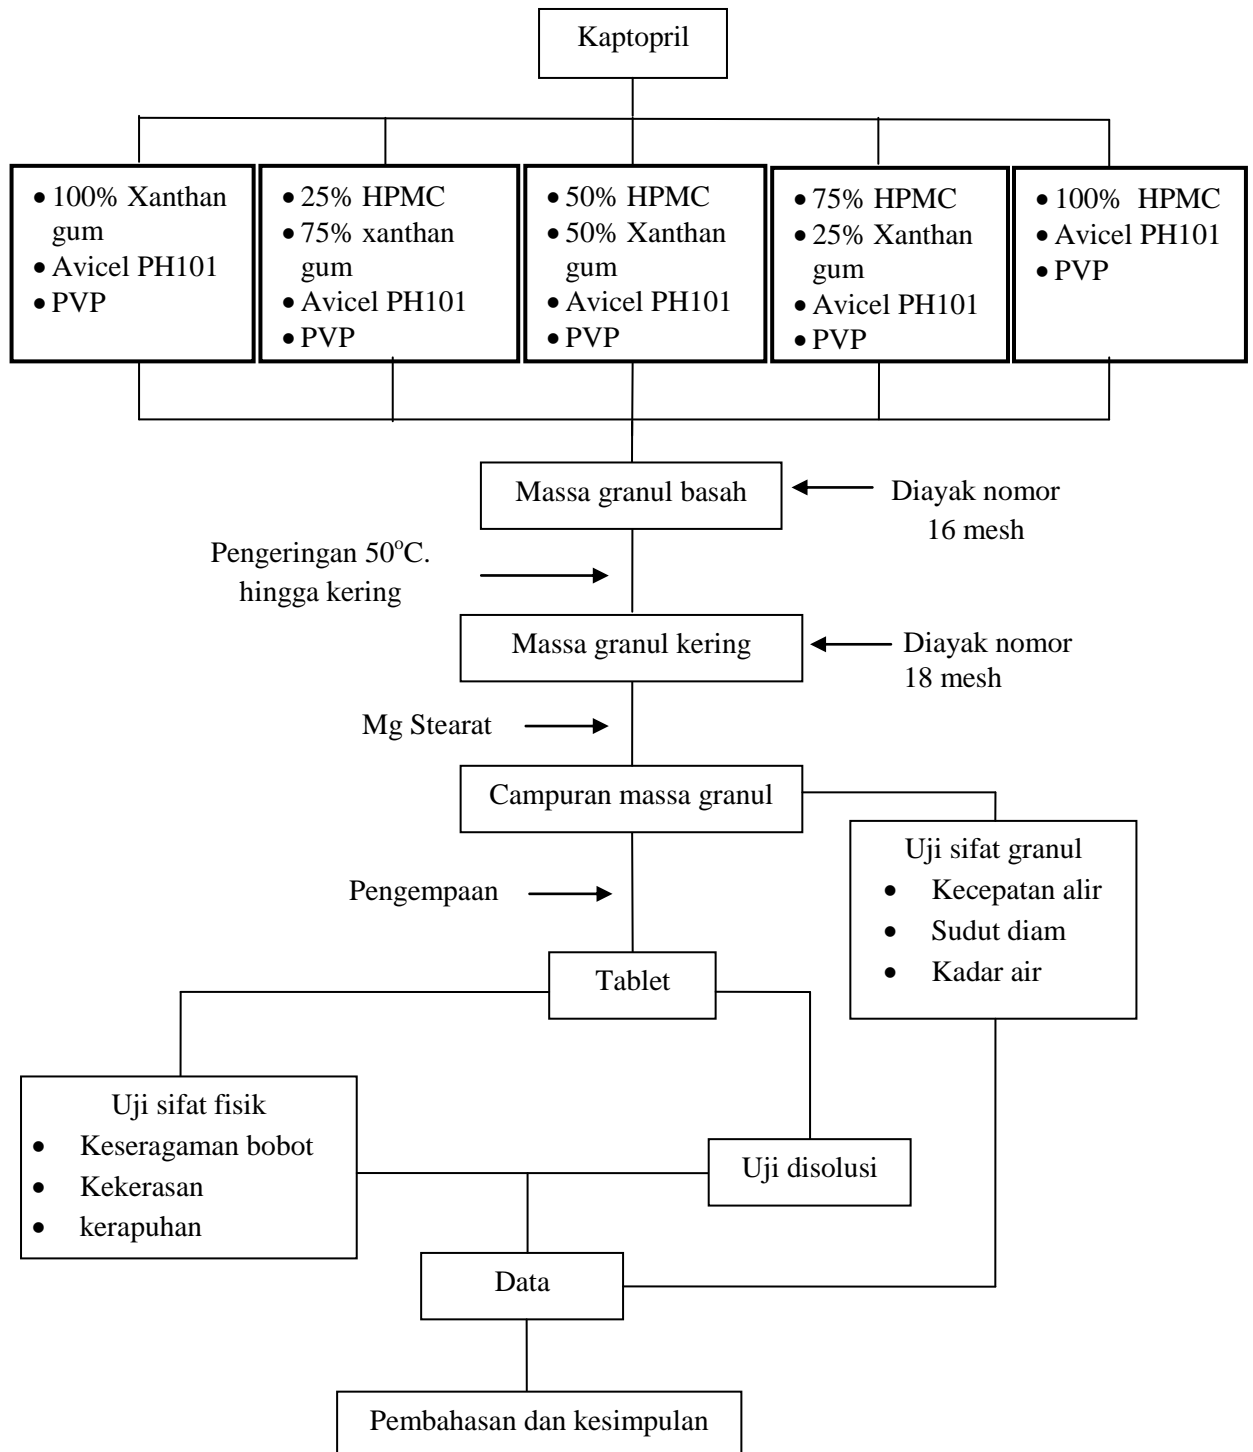 Kaptopril
• 100% Xanthan
gum
• Avicel PH101
• PVP
• 25% HPMC
• 75% xanthan
gum
• Avicel PH101
• PVP
• 50% HPMC
• 50% Xanthan
gum
• Avicel PH101
• PVP
• 75% HPMC
• 25% Xanthan
gum
• Avicel PH101
• PVP
• 100% HPMC
• Avicel PH101
• PVP
Massa granul basah
Diayak nomor
16 mesh
Pengeringan 50°C.
hingga kering
Massa granul kering
Diayak nomor
18 mesh
Mg Stearat
Campuran massa granul
Uji sifat granul
• Kecepatan alir
• Sudut diam
• Kadar air
Pengempaan
Tablet
Uji sifat fisik
• Keseragaman bobot
• Kekerasan
• kerapuhan
Uji disolusi
Data
Pembahasan dan kesimpulan